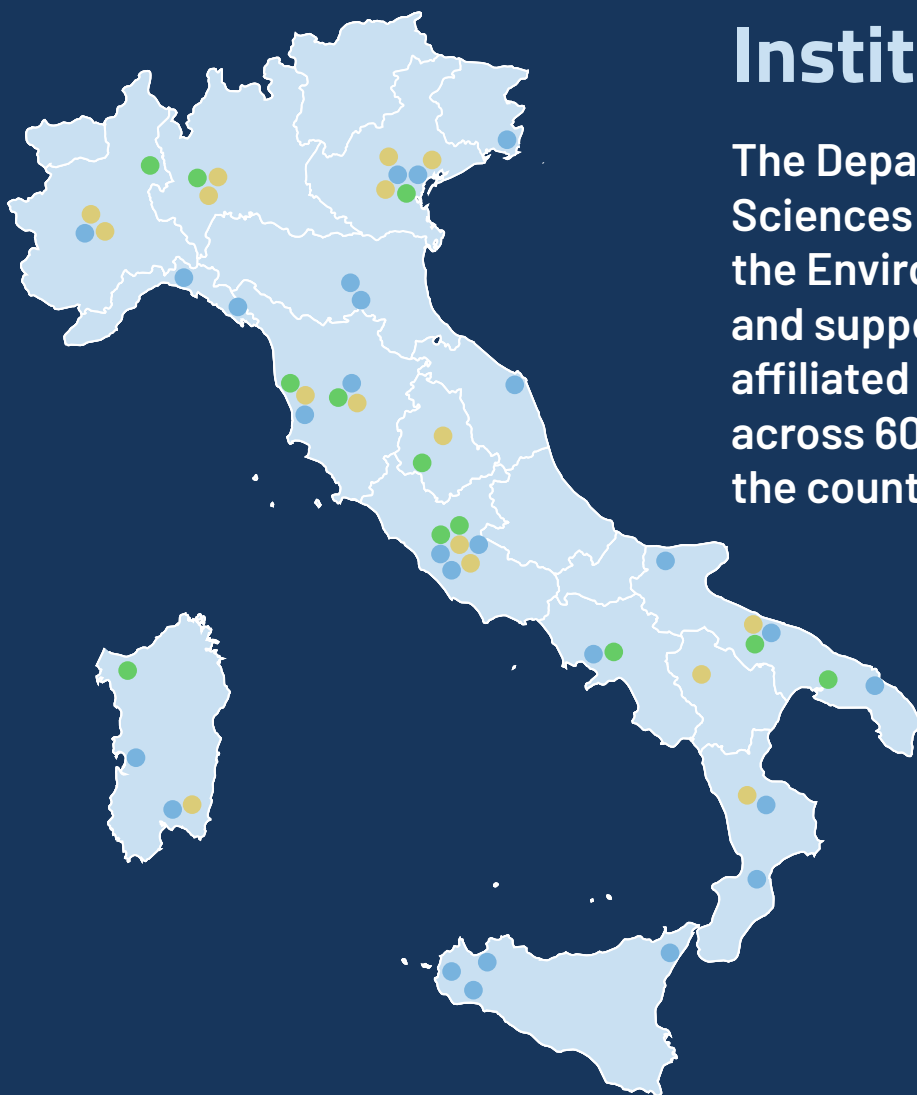 Instit
The Depa
Sciences
the Enviro
and suppo
affiliated
across 60
the count